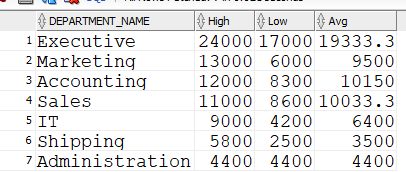 DEPARTMENT_NAME High Low Avg
1 Executive 24000 17000 19333.3
2 Marketing 13000 6000 9500
3 Accounting 12000 8300 10150
4 Sales 11000 8600 10033.3
5 IT 9000 4200 6400
6 Shipping 5800 2500 3500
7 Administration 4400 4400 4400